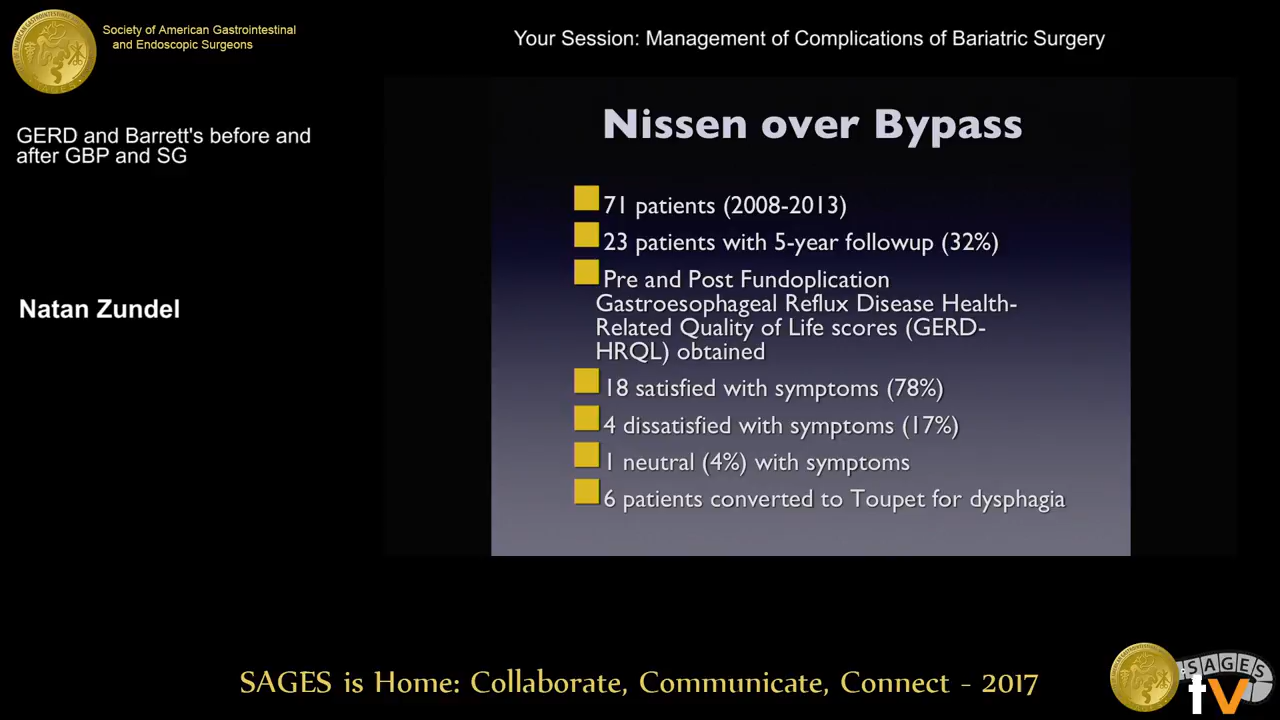 Society of American Gastrointestinal
and Endoscopic Surgeons
Your Session: Management of Complications of Bariatric Surgery
GERD and Barrett's before and
after GBP and SG
Natan Zundel
Nissen over Bypass
71 patients (2008-2013)
23 patients with 5-year followup (32%)
Pre and Post Fundoplication
Gastroesophageal Reflux Disease Health-
Related Quality of Life scores (GERD-
HRQL) obtained
18 satisfied with symptoms (78%)
4 dissatisfied with symptoms (17%)
1 neutral (4%) with symptoms
6 patients converted to Toupet for dysphagia
SAGES is Home: Collaborate, Communicate, Connect - 2017
SAGES
tv